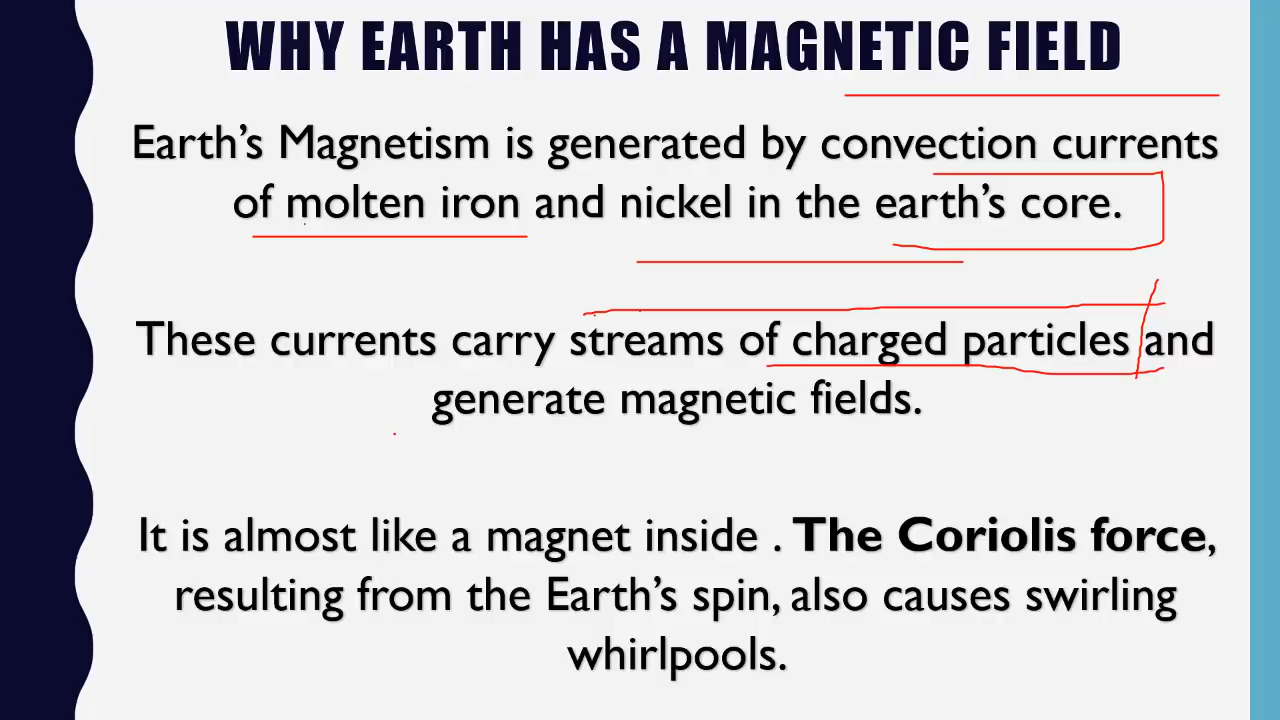 WHY EARTH HAS A MAGNETIC FIELD
Earth's Magnetism is generated by convection currents
of molten iron and nickel in the earth's core.
These currents carry streams of charged particles and
generate magnetic fields.
It is almost like a magnet inside . The Coriolis force,
resulting from the Earth's spin, also causes swirling
whirlpools.